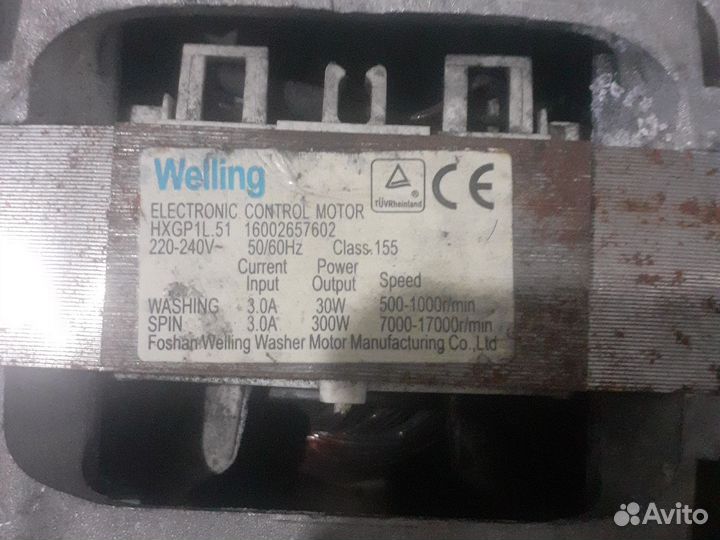 Welling
TÜVRheinland
CE
ELECTRONIC CONTROL MOTOR
HXGP1L.51 16002657602
220-240V~ 50/60Hz Class.155
Current Power
Input Output Speed
WASHING 3.0A 30W 500-1000r/min
SPIN 3.0A 300W 7000-17000r/min
Foshan Welling Washer Motor Manufacturing Co.,Ltd
Avito